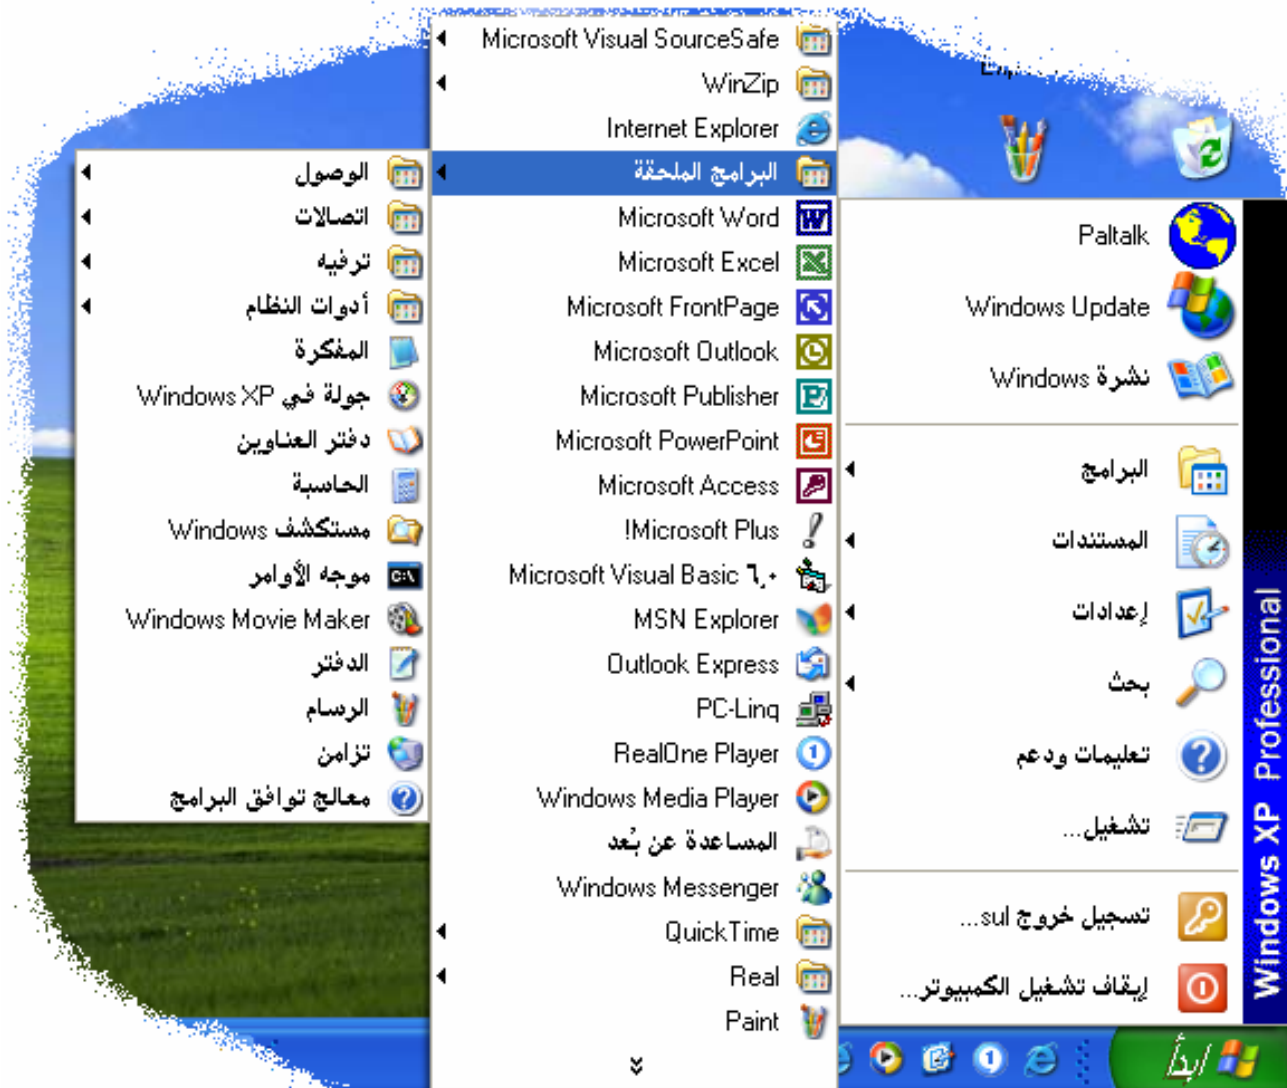 Paltalk
Windows Update
نشرة Windows
البرامج
المستندات
إعدادات
بحث
تعليمات ودعم
تشغيل...
تسجيل خروج sul...
إيقاف تشغيل الكمبيوتر...
Windows XP Professional
ابدأ
Microsoft Visual SourceSafe
WinZip
Internet Explorer
البرامج الملحقة
Microsoft Word
Microsoft Excel
Microsoft FrontPage
Microsoft Outlook
Microsoft Publisher
Microsoft PowerPoint
Microsoft Access
!Microsoft Plus
Microsoft Visual Basic ٦,٠
MSN Explorer
Outlook Express
PC-Linq
RealOne Player
Windows Media Player
المساعدة عن بُعد
Windows Messenger
QuickTime
Real
Paint
الوصول
اتصالات
ترفيه
أدوات النظام
المفكرة
جولة في Windows XP
دفتر العناوين
الحاسبة
مستكشف Windows
موجه الأوامر
Windows Movie Maker
الدفتر
الرسام
تزامن
معالج توافق البرامج